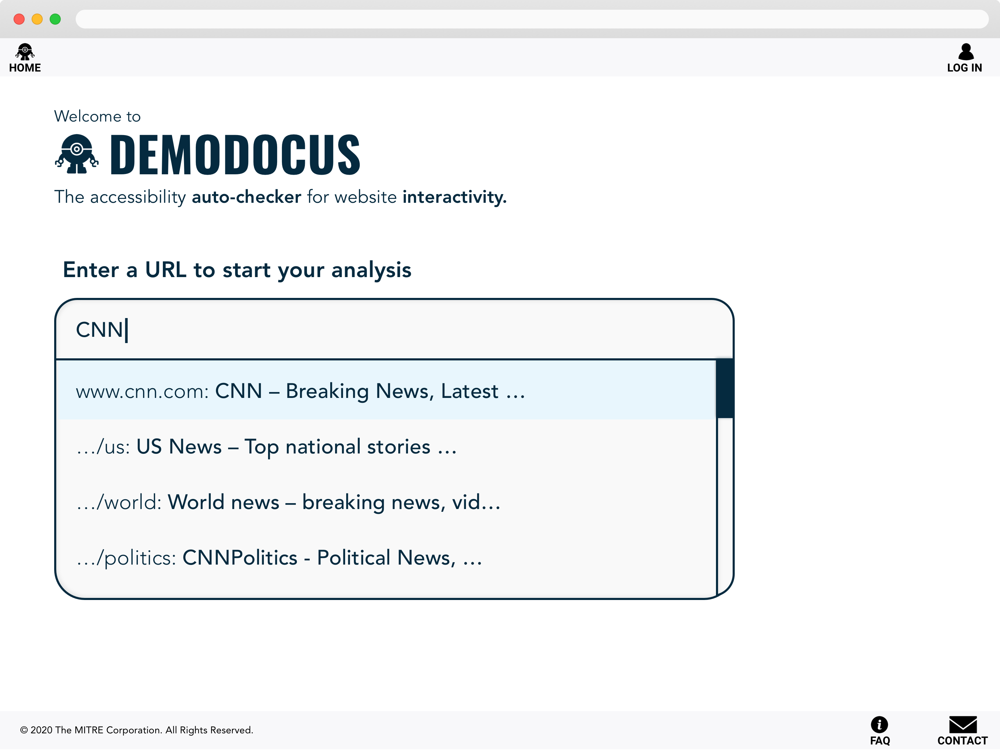 HOME
LOG IN
Welcome to
DEMODOCUS
The accessibility auto-checker for website interactivity.
Enter a URL to start your analysis
CNN
www.cnn.com: CNN – Breaking News, Latest …
…/us: US News – Top national stories …
…/world: World news – breaking news, vid…
…/politics: CNNPolitics - Political News, …
© 2020 The MITRE Corporation. All Rights Reserved.
FAQ
CONTACT